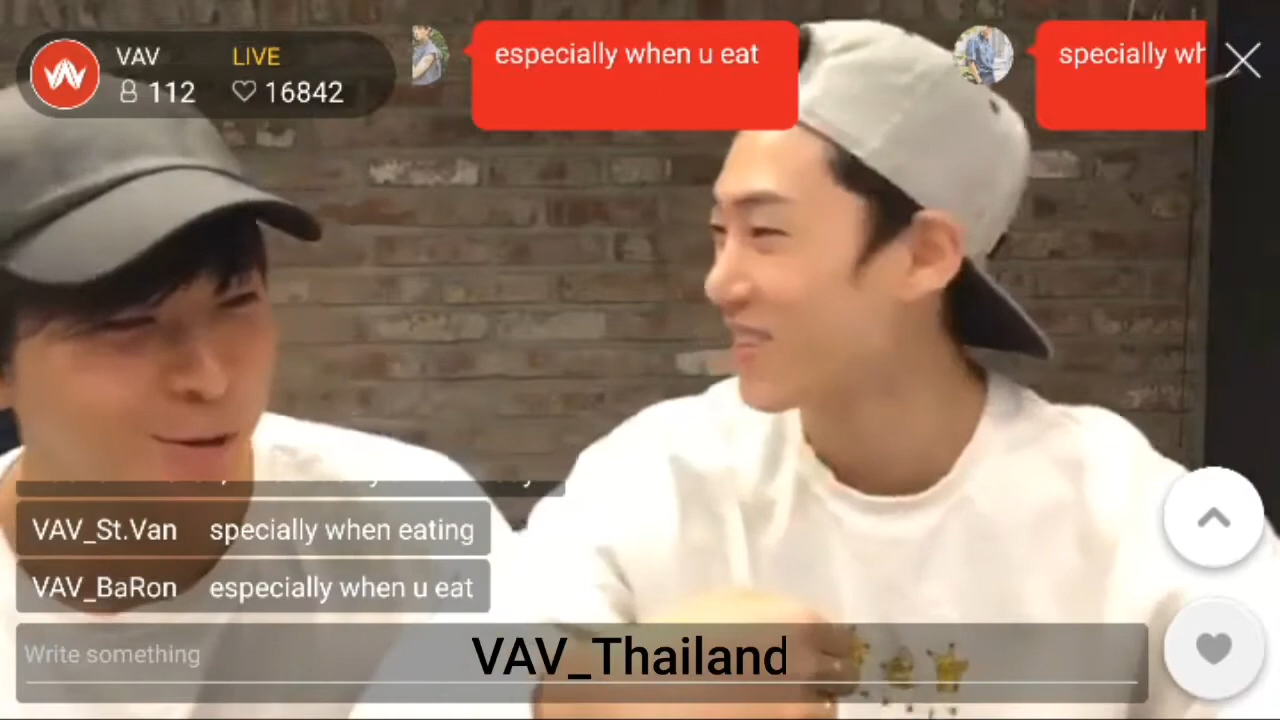 VAV LIVE
112 16842
especially when u eat
specially wh
VAV_St.Van specially when eating
VAV_BaRon especially when u eat
Write something
VAV_Thailand